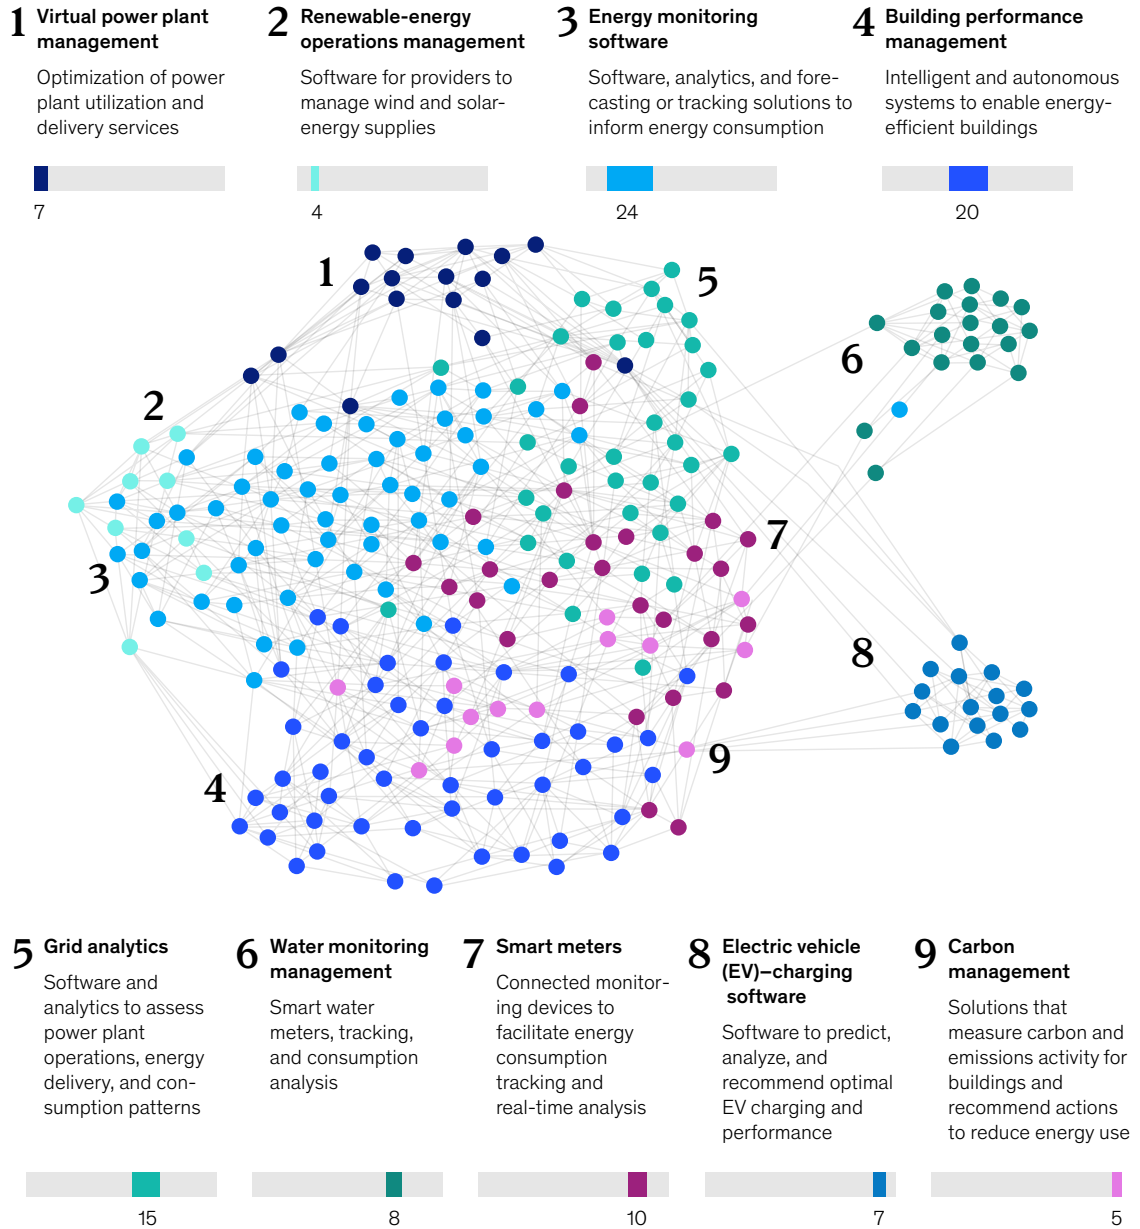 1 Virtual power plant
management
Optimization of power
plant utilization and
delivery services
7
2 Renewable-energy
operations management
Software for providers to
manage wind and solar-
energy supplies
4
3 Energy monitoring
software
Software, analytics, and fore-
casting or tracking solutions to
inform energy consumption
24
4 Building performance
management
Intelligent and autonomous
systems to enable energy-
efficient buildings
20
1
5
6
2
7
3
8
9
4
5 Grid analytics
Software and
analytics to assess
power plant
operations, energy
delivery, and con-
sumption patterns
15
6 Water monitoring
management
Smart water
meters, tracking,
and consumption
analysis
8
7 Smart meters
Connected monitor-
ing devices to
facilitate energy
consumption
tracking and
real-time analysis
10
8 Electric vehicle
(EV)–charging
software
Software to predict,
analyze, and
recommend optimal
EV charging and
performance
7
9 Carbon
management
Solutions that
measure carbon and
emissions activity for
buildings and
recommend actions
to reduce energy use
5